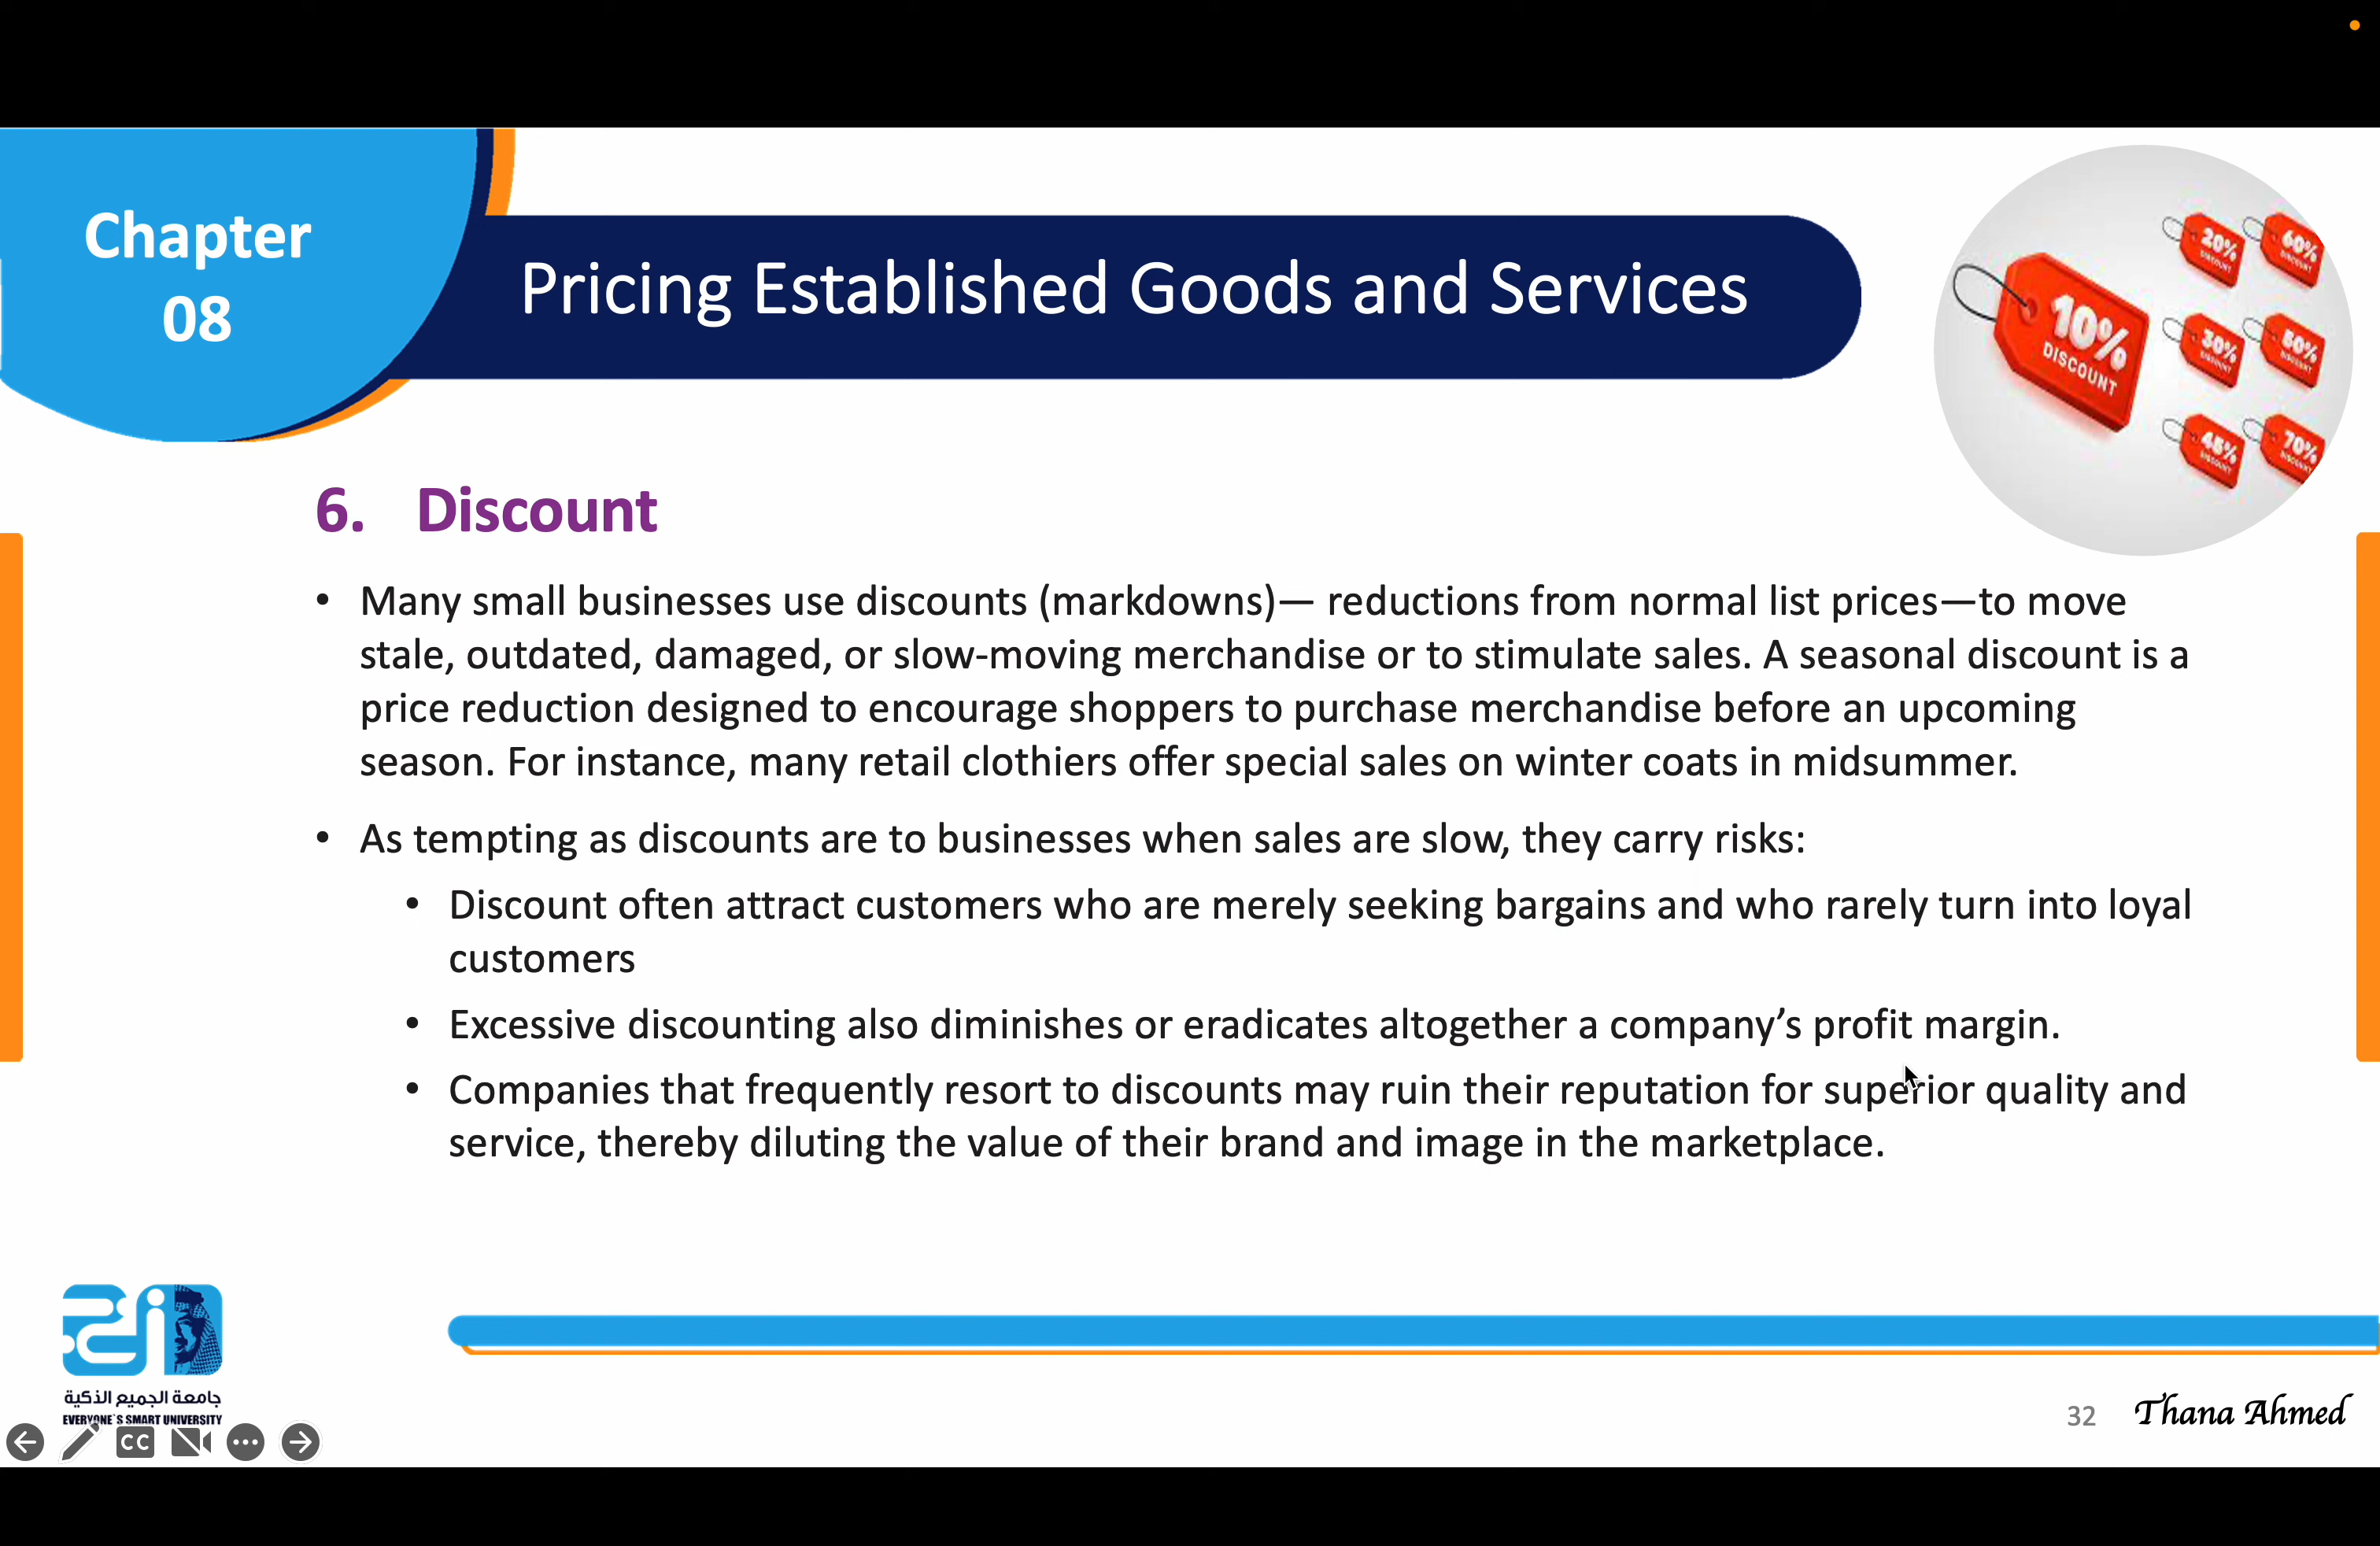 Chapter
08
Pricing Established Goods and Services
10%
DISCOUNT
20%
DISCOUNT
60%
DISCOUNT
30%
DISCOUNT
80%
DISCOUNT
45%
DISCOUNT
70%
6. Discount
• Many small businesses use discounts (markdowns)— reductions from normal list prices—to move
stale, outdated, damaged, or slow-moving merchandise or to stimulate sales. A seasonal discount is a
price reduction designed to encourage shoppers to purchase merchandise before an upcoming
season. For instance, many retail clothiers offer special sales on winter coats in midsummer.
• As tempting as discounts are to businesses when sales are slow, they carry risks:
• Discount often attract customers who are merely seeking bargains and who rarely turn into loyal
customers
• Excessive discounting also diminishes or eradicates altogether a company’s profit margin.
• Companies that frequently resort to discounts may ruin their reputation for superior quality and
service, thereby diluting the value of their brand and image in the marketplace.
جامعة الجميع الذكية
EVERYONE`S SMART UNIVERSITY
CC
32
Thana Ahmed